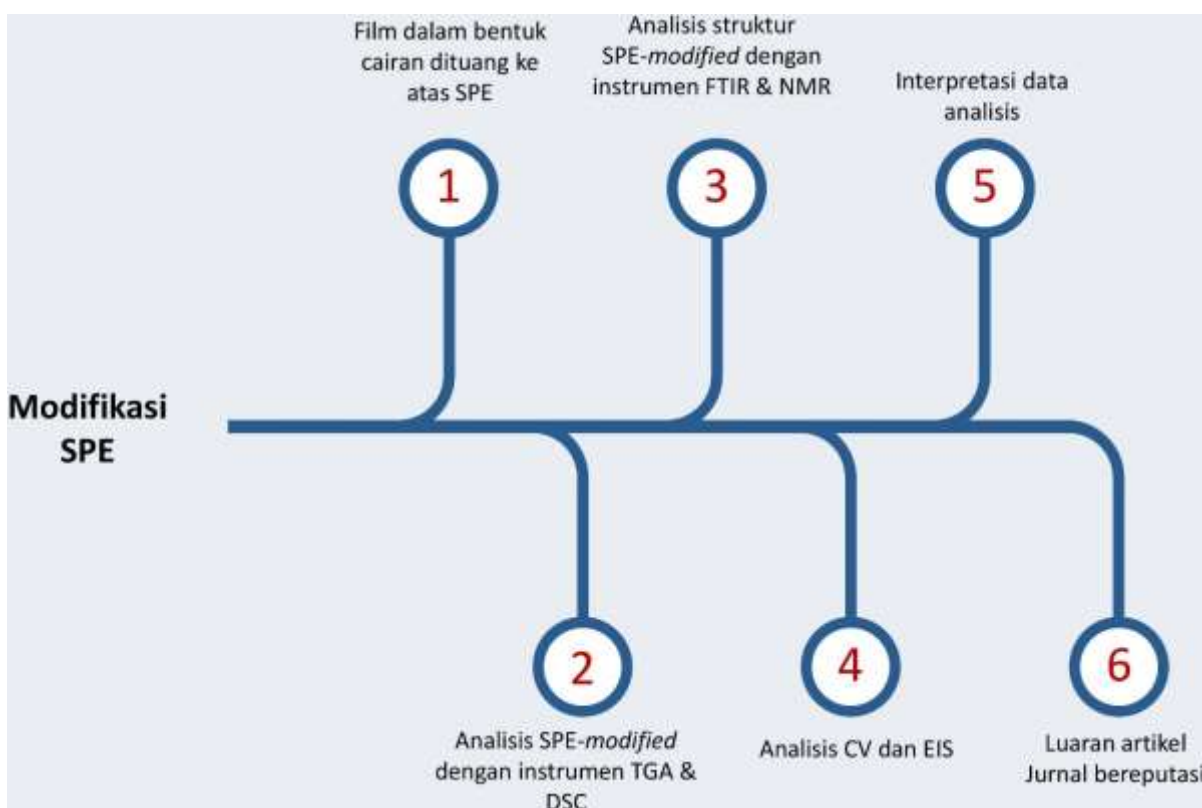 Film dalam bentuk
cairan dituang ke
atas SPE
Analisis struktur
SPE-modified dengan
instrumen FTIR & NMR
Interpretasi data
analisis
1
3
5
Modifikasi
SPE
2
4
6
Analisis SPE-modified
dengan instrumen TGA &
DSC
Analisis CV dan EIS
Luaran artikel
Jurnal bereputasi